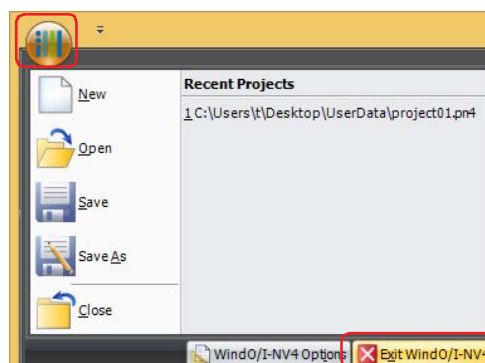 New
Open
Save
Save As
Close
Recent Projects
1 C:\Users\t\Desktop\UserData\project01.pn4
WindO/I-NV4 Options
Exit WindO/I-NV4